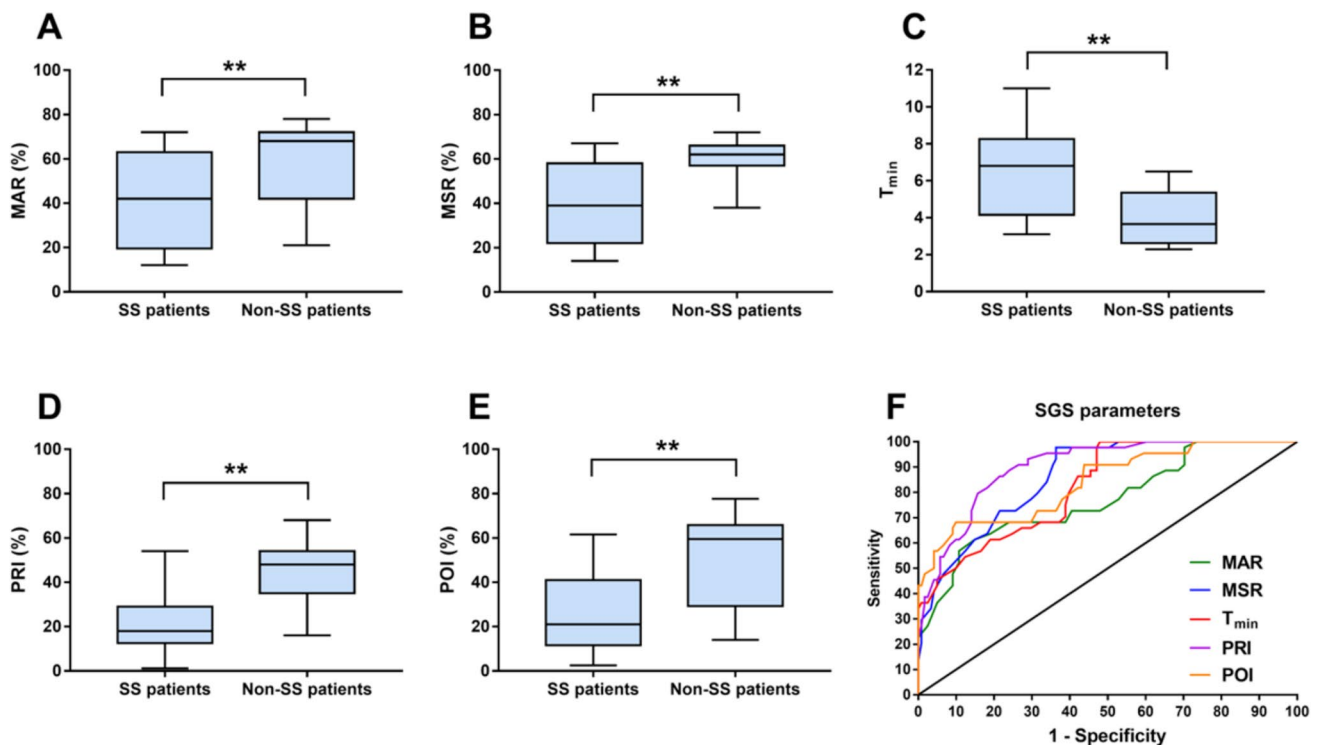 A
MAR (%)
100
80
60
40
20
0
**
SS patients
Non-SS patients
B
MSR (%)
100
80
60
40
20
0
**
SS patients
Non-SS patients
C
Tmin
12
10
8
6
4
2
0
**
SS patients
Non-SS patients
D
PRI (%)
100
80
60
40
20
0
**
SS patients
Non-SS patients
E
POI (%)
100
80
60
40
20
0
**
SS patients
Non-SS patients
F
SGS parameters
Sensitivity
100
90
80
70
60
50
40
30
20
10
0
MAR
MSR
Tmin
PRI
POI
0 10 20 30 40 50 60 70 80 90 100
1 - Specificity